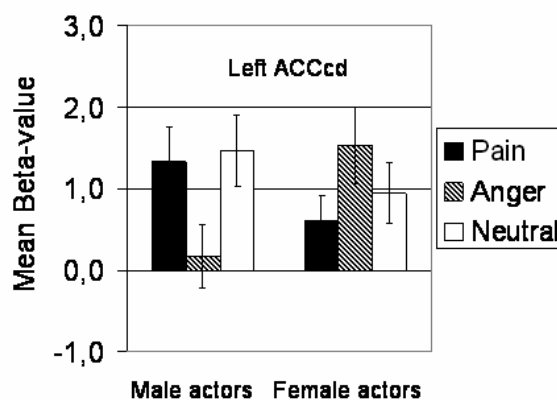 3,0
Left ACCcd
2,0
1,0
0,0
-1,0
Mean Beta-value
Male actors Female actors
Pain
Anger
Neutral